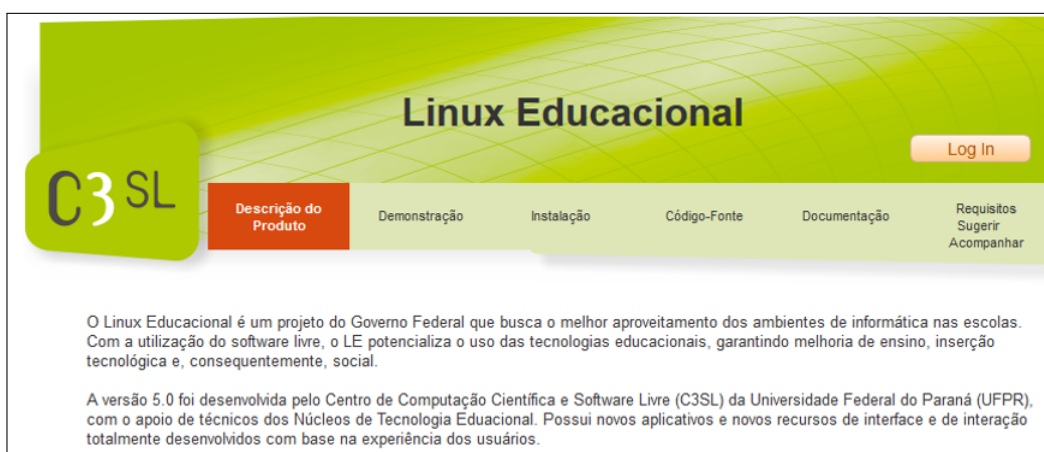 Linux Educacional
Log In
C3SL
Descrição do
Produto
Demonstração
Instalação
Código-Fonte
Documentação
Requisitos
Sugerir
Acompanhar
O Linux Educacional é um projeto do Governo Federal que busca o melhor aproveitamento dos ambientes de informática nas escolas.
Com a utilização do software livre, o LE potencializa o uso das tecnologias educacionais, garantindo melhoria de ensino, inserção
tecnológica e, consequentemente, social.
A versão 5.0 foi desenvolvida pelo Centro de Computação Científica e Software Livre (C3SL) da Universidade Federal do Paraná (UFPR),
com o apoio de técnicos dos Núcleos de Tecnologia Eduacional. Possui novos aplicativos e novos recursos de interface e de interação
totalmente desenvolvidos com base na experiência dos usuários.